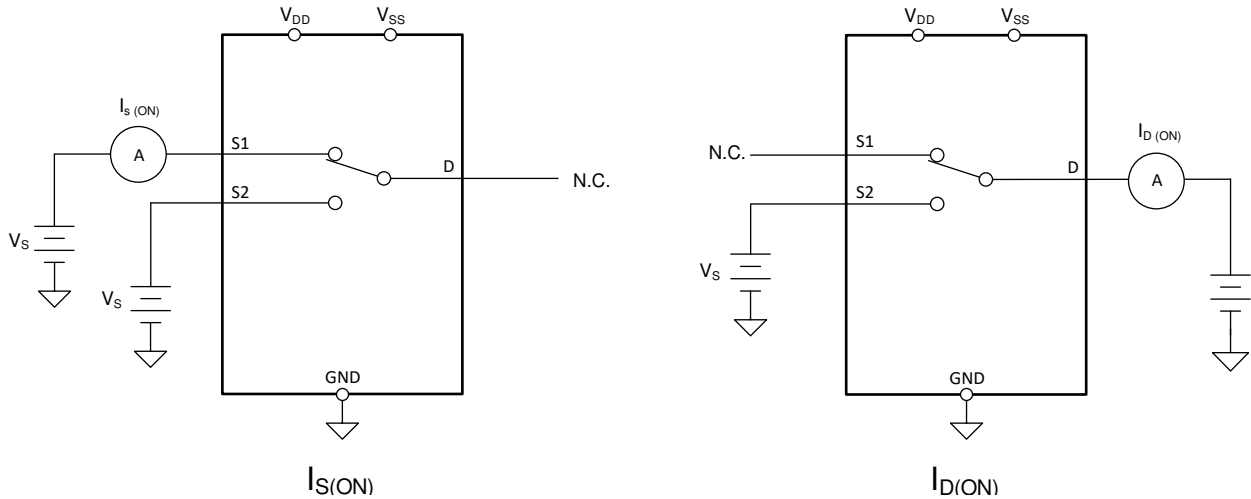 VDD VSS
IS (ON)
A
S1
D
N.C.
S2
VS
VS
GND
IS(ON)
VDD VSS
ID (ON)
N.C.
S1
D
A
S2
VS
GND
ID(ON)